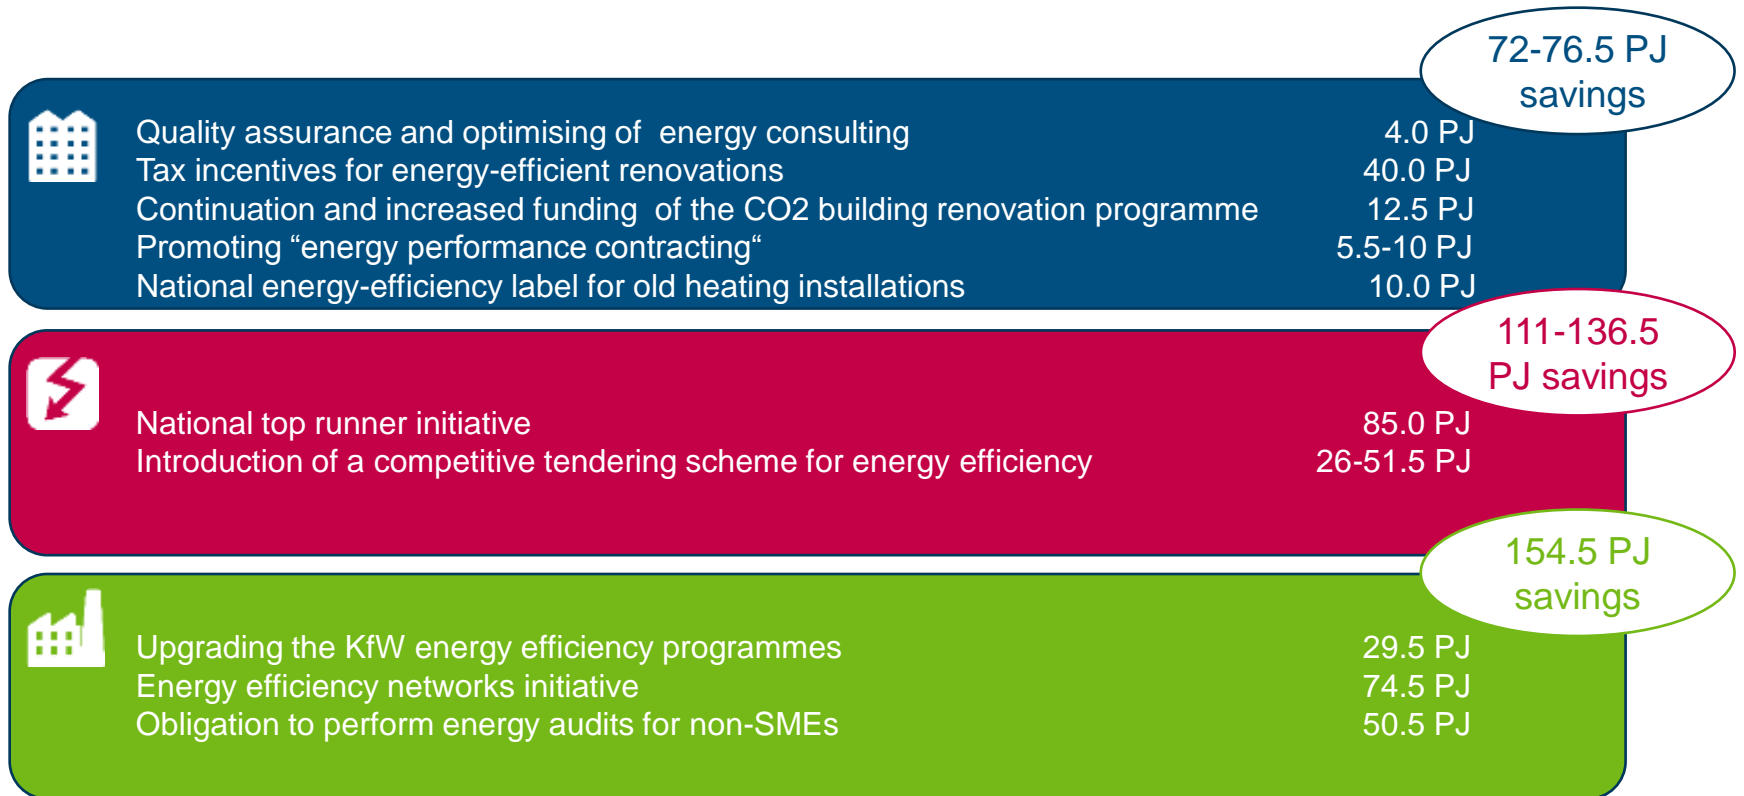 72-76.5 PJ
savings
Quality assurance and optimising of  energy consulting 4.0 PJ
Tax incentives for energy-efficient renovations 40.0 PJ
Continuation and increased funding  of the CO2 building renovation programme 12.5 PJ
Promoting “energy performance contracting“ 5.5-10 PJ
National energy-efficiency label for old heating installations 10.0 PJ
111-136.5
PJ savings
National top runner initiative 85.0 PJ
Introduction of a competitive tendering scheme for energy efficiency 26-51.5 PJ
154.5 PJ
savings
Upgrading the KfW energy efficiency programmes 29.5 PJ
Energy efficiency networks initiative 74.5 PJ
Obligation to perform energy audits for non-SMEs 50.5 PJ